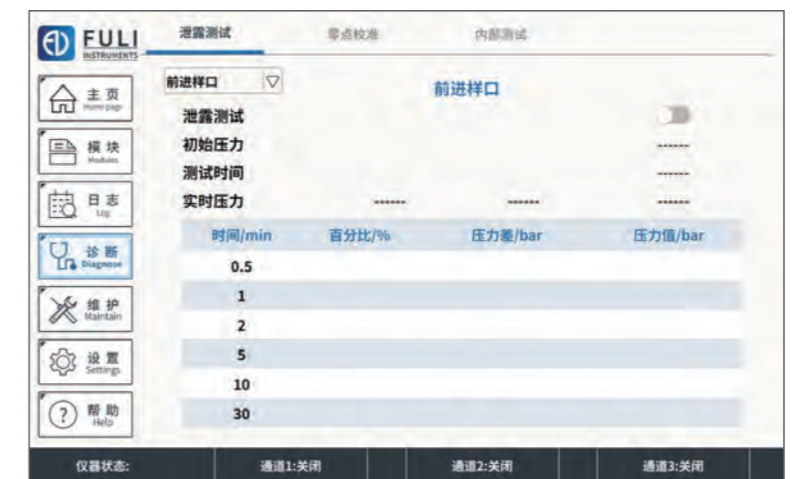 FULI
INSTRUMENTS
泄露测试 零点校准 内部测试
主页
Home page
模块
Modules
日志
Log
诊断
Diagnose
维护
Maintain
设置
Settings
帮助
Help
前进样口 前进样口
泄露测试
初始压力 ------
测试时间 ------
实时压力 ------ ------ ------
时间/min 百分比/% 压力差/bar 压力值/bar
0.5
1
2
5
10
30
仪器状态: 通道1:关闭 通道2:关闭 通道3:关闭